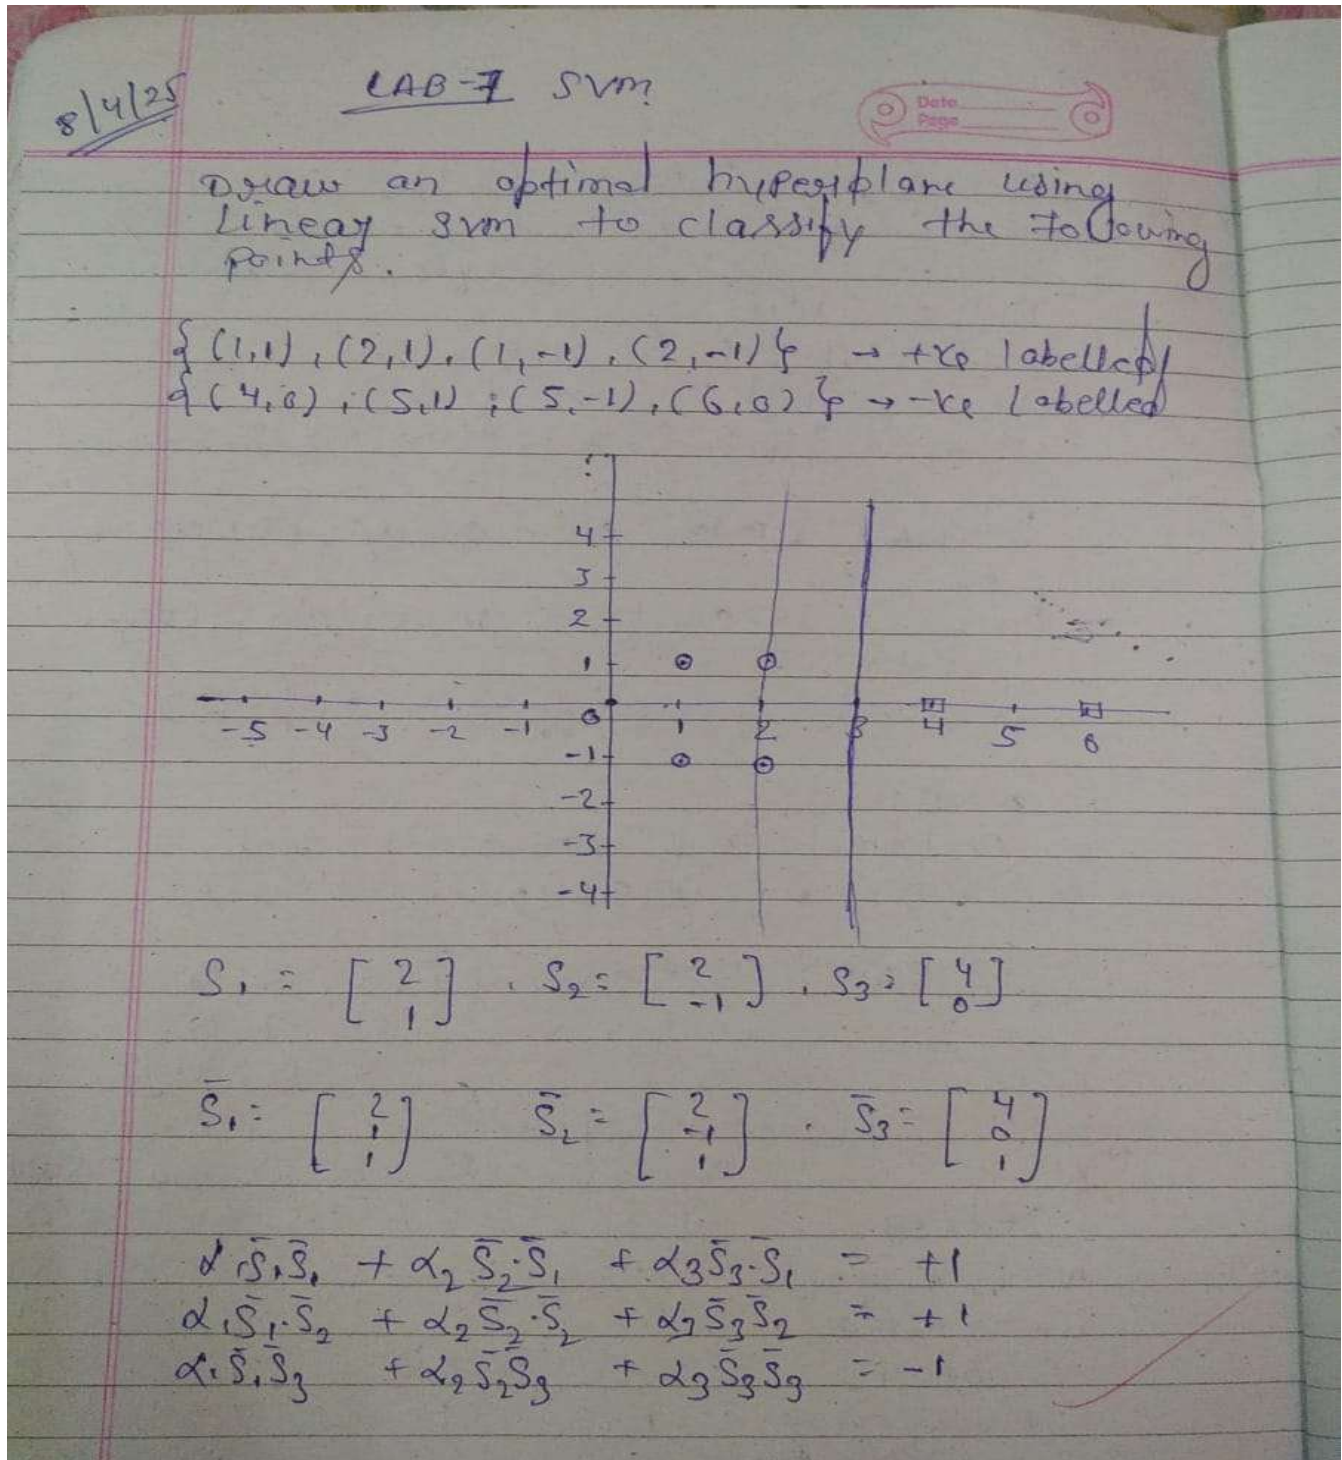 8/4/25
LAB-7 SVM
Date
Page
Draw an optimal hyperplane using
linear SVM to classify the following
points.
{(1,1), (2,1), (1,-1), (2,-1)} → +ve labelled
{(4,0), (5,1), (5,-1), (6,0)} → -ve labelled
4
3
2
1
-5 -4 -3 -2 -1 0 1 2 3 4 5 6
-1
-2
-3
-4
S₁ = [2 1], S₂ = [2 -1], S₃ = [4 0]
S̄₁ = [2 1 1] S̄₂ = [2 -1 1], S̄₃ = [4 0 1]
α₁S̄₁S̄₁ + α₂S̄₂·S̄₁ + α₃S̄₃·S̄₁ = +1
α₁S̄₁·S̄₂ + α₂S̄₂·S̄₂ + α₃S̄₃S̄₂ = +1
α₁S̄₁S̄₃ + α₂S̄₂S̄₃ + α₃S̄₃S̄₃ = -1